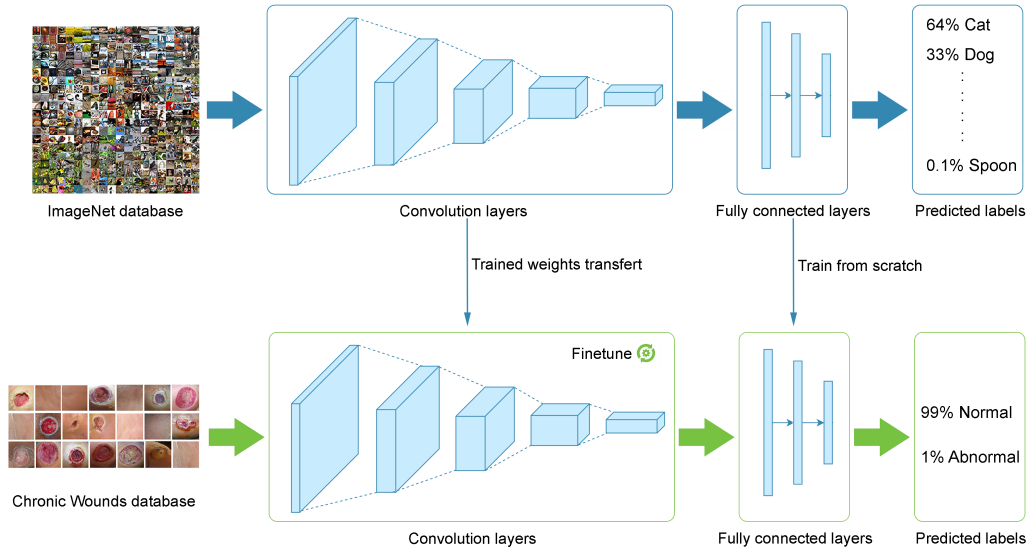 64% Cat
33% Dog
0.1% Spoon
ImageNet database
Convolution layers
Fully connected layers
Predicted labels
Trained weights transfert
Train from scratch
Finetune
99% Normal
1% Abnormal
Chronic Wounds database
Convolution layers
Fully connected layers
Predicted labels